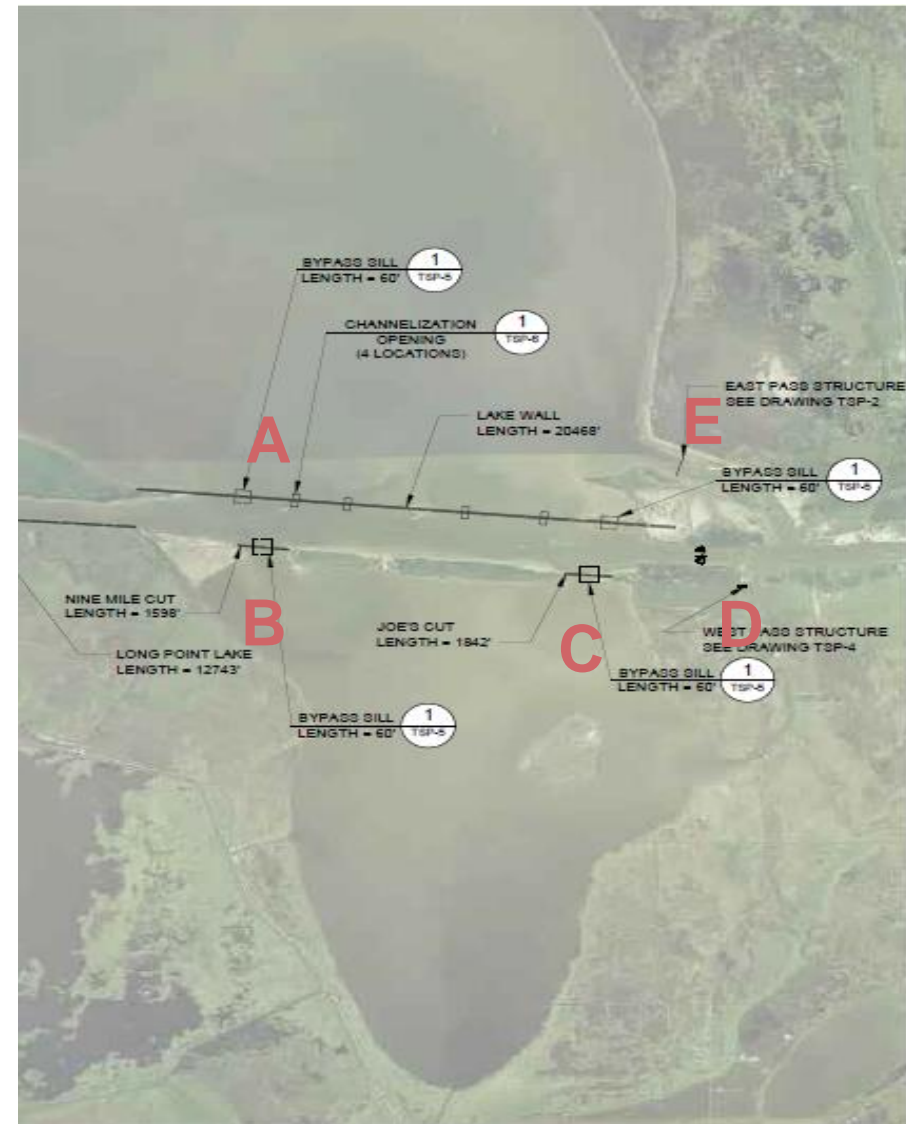 BYPASS SILL
LENGTH = 60'
1
TSP-5
CHANNELIZATION
OPENING
(4 LOCATIONS)
1
TSP-6
LAKE WALL
LENGTH = 20468'
EAST PASS STRUCTURE
SEE DRAWING TSP-2
A
E
BYPASS SILL
LENGTH = 60'
1
TSP-5
NINE MILE CUT
LENGTH = 1598'
LONG POINT LAKE
LENGTH = 12743'
B
JOE'S CUT
LENGTH = 1842'
C
D
WEST PASS STRUCTURE
SEE DRAWING TSP-4
BYPASS SILL
LENGTH = 60'
1
TSP-5
BYPASS SILL
LENGTH = 60'
1
TSP-5